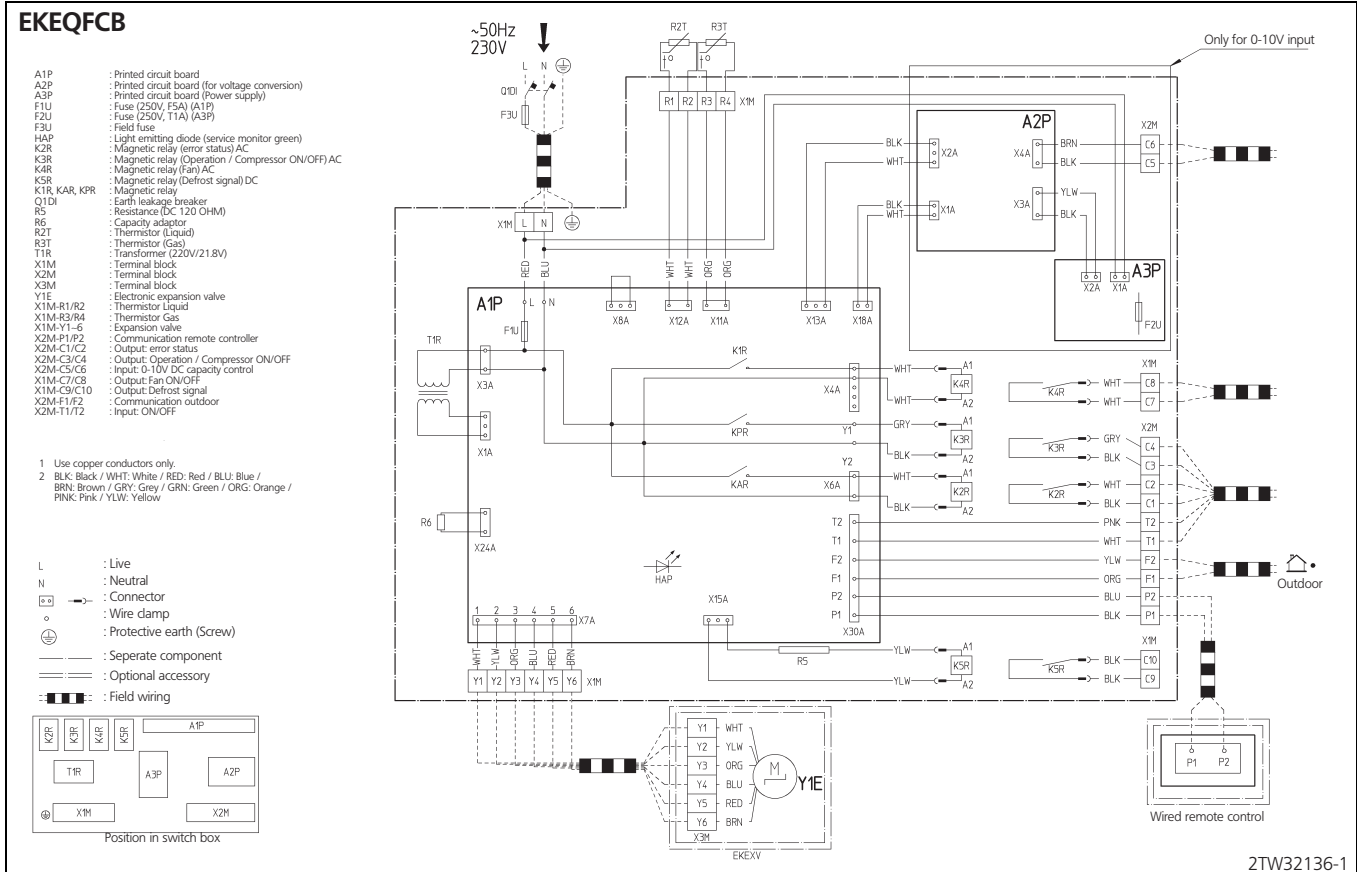 EKEQFCB
A1P : Printed circuit board
A2P : Printed circuit board (for voltage conversion)
A3P : Printed circuit board (Power supply)
F1U : Fuse (250V, F5A) (A1P)
F2U : Fuse (250V, T1A) (A3P)
F3U : Field fuse
HAP : Light emitting diode (service monitor green)
K2R : Magnetic relay (error status) AC
K3R : Magnetic relay (Operation / Compressor ON/OFF) AC
K4R : Magnetic relay (Fan) AC
K5R : Magnetic relay (Defrost signal) DC
K1R, KAR, KPR : Magnetic relay
Q1DI : Earth leakage breaker
R5 : Resistance (DC 120 OHM)
R6 : Capacity adaptor
R2T : Thermistor (Liquid)
R3T : Thermistor (Gas)
T1R : Transformer (220V/21.8V)
X1M : Terminal block
X2M : Terminal block
X3M : Terminal block
Y1E : Electronic expansion valve
X1M-R1/R2 : Thermistor Liquid
X1M-R3/R4 : Thermistor Gas
X1M-Y1~6 : Expansion valve
X2M-P1/P2 : Communication remote controller
X2M-C1/C2 : Output: error status
X2M-C3/C4 : Output: Operation / Compressor ON/OFF
X2M-C5/C6 : Input: 0-10V DC capacity control
X1M-C7/C8 : Output: Fan ON/OFF
X1M-C9/C10 : Output: Defrost signal
X2M-F1/F2 : Communication outdoor
X2M-T1/T2 : Input: ON/OFF
1 Use copper conductors only.
2 BLK: Black / WHT: White / RED: Red / BLU: Blue /
BRN: Brown / GRY: Grey / GRN: Green / ORG: Orange /
PINK: Pink / YLW: Yellow
L : Live
N : Neutral
: Connector
: Wire clamp
: Protective earth (Screw)
: Seperate component
: Optional accessory
: Field wiring
K2R K3R K4R K5R A1P
T1R A3P A2P
X1M X2M
Position in switch box
~50Hz
230V
L N
Q1DI
F3U
X1M L N
RED BLU
R2T R3T
R1 R2 R3 R4 X1M
WHT WHT ORG ORG
Only for 0-10V input
A2P
BLK X2A X4A BRN
WHT BLK
X3A YLW
BLK X1A BLK
WHT
X2M
C6
C5
X2A X1A A3P
F2U
A1P
L N
F1U
X8A X12A X11A X13A X18A
T1R
X3A
X1A
R6
X24A
K1R
X4A
KPR
Y1
Y2
KAR
X6A
HAP
X15A
T2
T1
F2
F1
P2
P1
X30A
WHT A1
K4R
WHT A2
GRY A1
K3R
BLK A2
WHT A1
K2R
BLK A2
X1M
K4R WHT C8
WHT C7
X2M
K3R GRY C4
BLK C3
K2R WHT C2
BLK C1
PNK T2
WHT T1
YLW F2
ORG F1
BLU P2
BLK P1
Outdoor
R5
YLW A1
K5R
YLW A2
X1M
K5R BLK C10
BLK C9
1 2 3 4 5 6 X7A
WHT YLW ORG BLU RED BRN
Y1 Y2 Y3 Y4 Y5 Y6 X1M
Y1 WHT
Y2 YLW
Y3 ORG
Y4 BLU
Y5 RED
Y6 BRN
M Y1E
X3M
EKEXV
P1 P2
Wired remote control
2TW32136-1